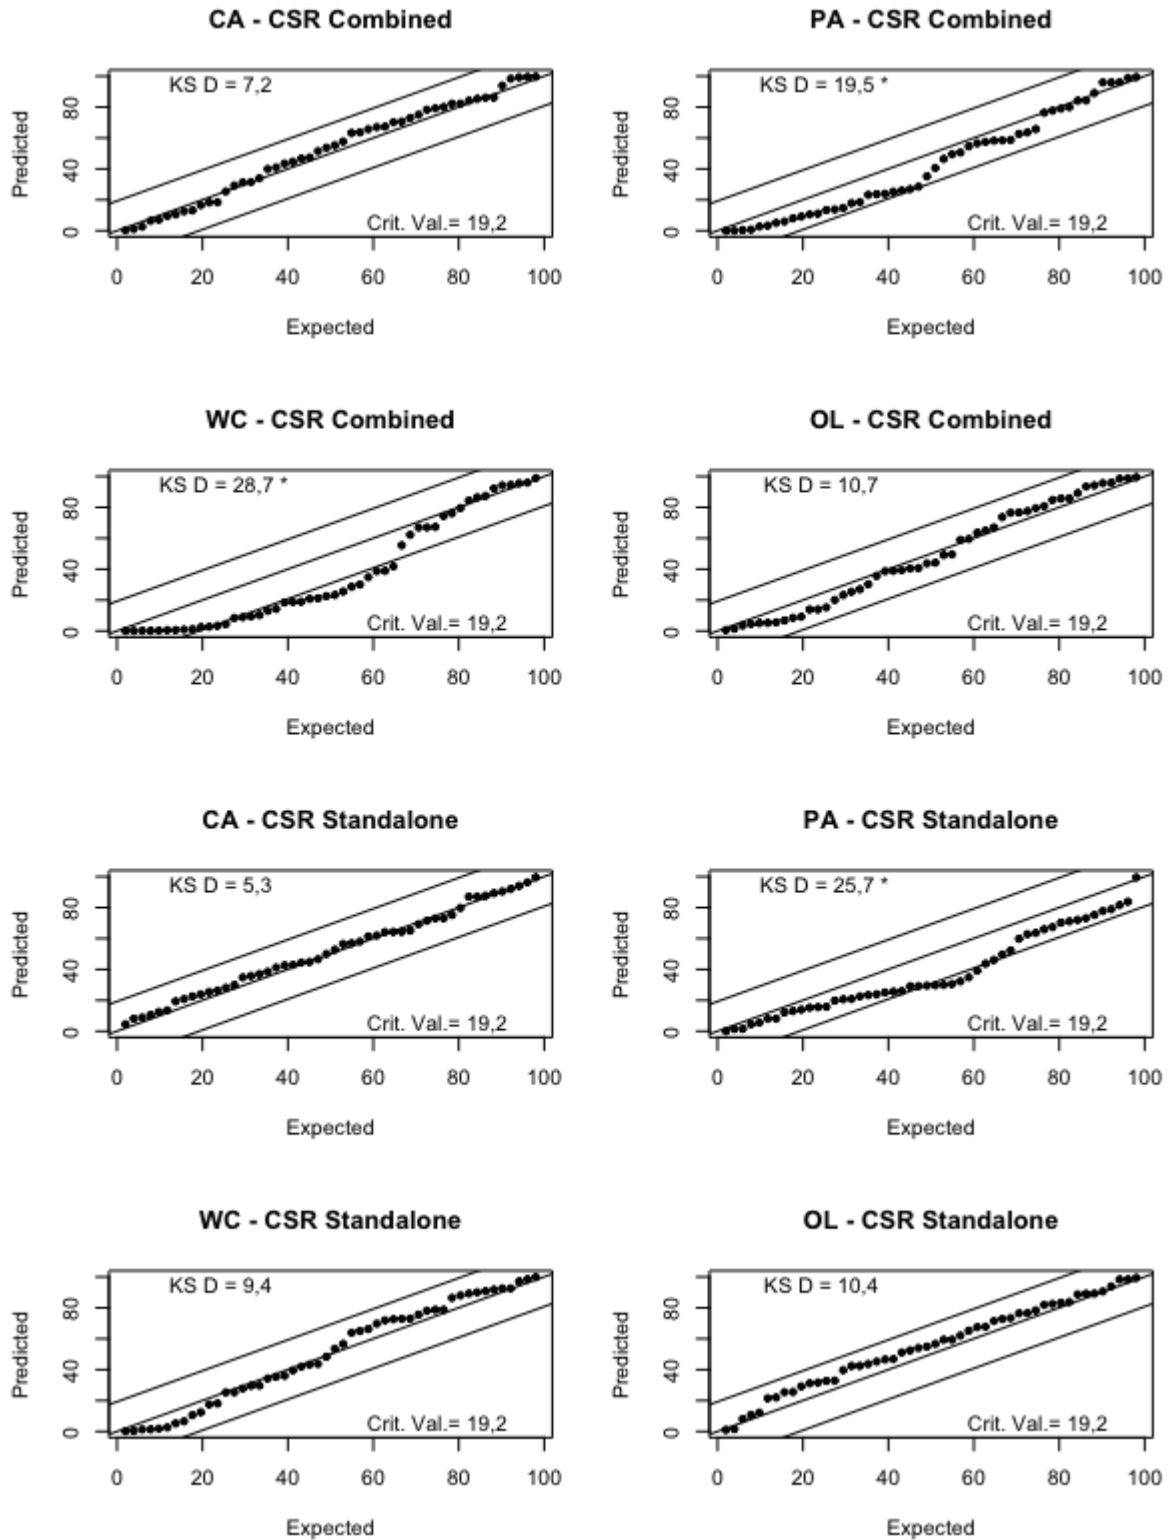 CA - CSR Combined
KS D = 7,2
Crit. Val.= 19,2
Predicted
0 40 80
0 20 40 60 80 100
Expected
PA - CSR Combined
KS D = 19,5 *
Crit. Val.= 19,2
Predicted
0 40 80
0 20 40 60 80 100
Expected
WC - CSR Combined
KS D = 28,7 *
Crit. Val.= 19,2
Predicted
0 40 80
0 20 40 60 80 100
Expected
OL - CSR Combined
KS D = 10,7
Crit. Val.= 19,2
Predicted
0 40 80
0 20 40 60 80 100
Expected
CA - CSR Standalone
KS D = 5,3
Crit. Val.= 19,2
Predicted
0 40 80
0 20 40 60 80 100
Expected
PA - CSR Standalone
KS D = 25,7 *
Crit. Val.= 19,2
Predicted
0 40 80
0 20 40 60 80 100
Expected
WC - CSR Standalone
KS D = 9,4
Crit. Val.= 19,2
Predicted
0 40 80
0 20 40 60 80 100
Expected
OL - CSR Standalone
KS D = 10,4
Crit. Val.= 19,2
Predicted
0 40 80
0 20 40 60 80 100
Expected